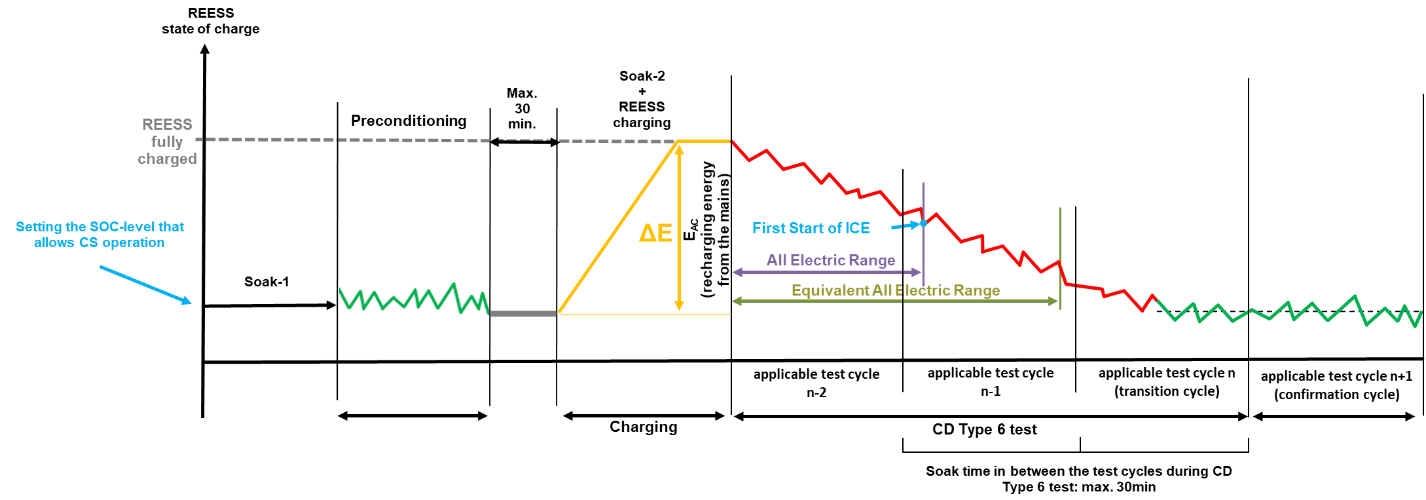 REESS
state of charge
REESS
fully
charged
Setting the SOC-level that
allows CS operation
Soak-1
Preconditioning
Max.
30
min.
Soak-2
+
REESS
charging
ΔE
EAC
(recharging energy
from the mains)
First Start of ICE
All Electric Range
Equivalent All Electric Range
applicable test cycle
n-2
applicable test cycle
n-1
applicable test cycle n
(transition cycle)
applicable test cycle n+1
(confirmation cycle)
Charging
CD Type 6 test
Soak time in between the test cycles during CD
Type 6 test: max. 30min